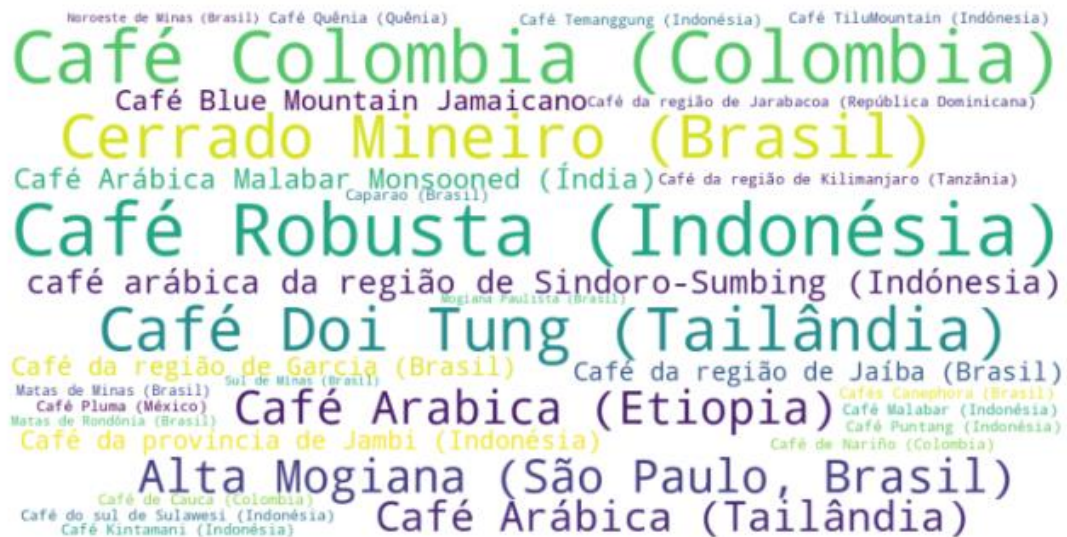 Noroeste de Minas (Brasil) Café Quênia (Quênia) Café Temanggung (Indonésia) Café TiluMountain (Indónesia)
Café Colombia (Colombia)
Café Blue Mountain Jamaicano Café da região de Jarabacoa (República Dominicana)
Cerrado Mineiro (Brasil)
Café Arábica Malabar Monsooned (Índia) Café da região de Kilimanjaro (Tanzânia)
Caparao (Brasil)
Café Robusta (Indonésia)
café arábica da região de Sindoro-Sumbing (Indónesia)
Mogiana Paulista (Brasil)
Café Doi Tung (Tailândia)
Café da região de Garcia (Brasil) Café da região de Jaíba (Brasil)
Sul de Minas (Brasil)
Matas de Minas (Brasil) Cafés Canephora (Brasil)
Café Pluma (México) Café Arabica (Etiopia) Café Malabar (Indonésia)
Matas de Rondônia (Brasil) Café Puntang (Indonésia)
Café da província de Jambi (Indonésia) Café de Nariño (Colombia)
Alta Mogiana (São Paulo, Brasil)
Café de Cauca (Colombia)
Café do sul de Sulawesi (Indonésia) Café Arábica (Tailândia)
Café Kintamani (Indonésia)